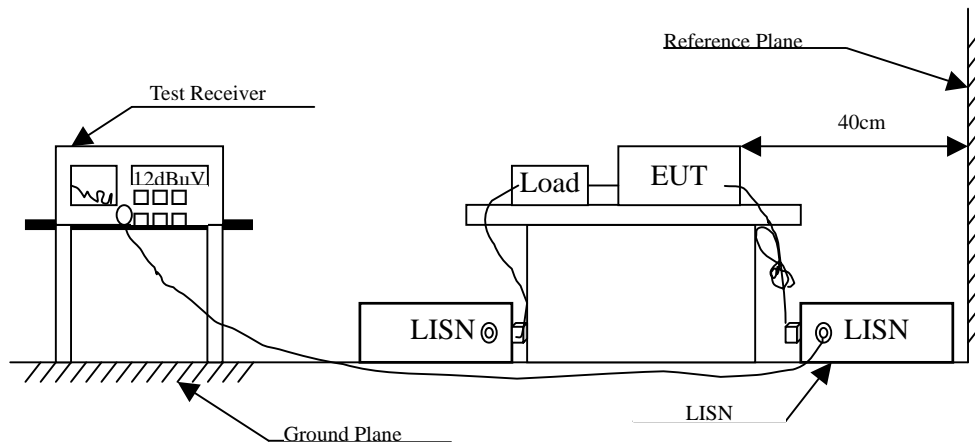 Reference Plane
Test Receiver
40cm
12dBuV
Load
EUT
LISN
LISN
LISN
Ground Plane